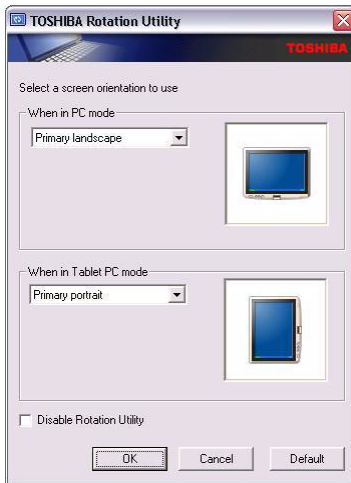 TOSHIBA Rotation Utility
TOSHIBA
Select a screen orientation to use
When in PC mode
Primary landscape
When in Tablet PC mode
Primary portrait
Disable Rotation Utility
OK Cancel Default